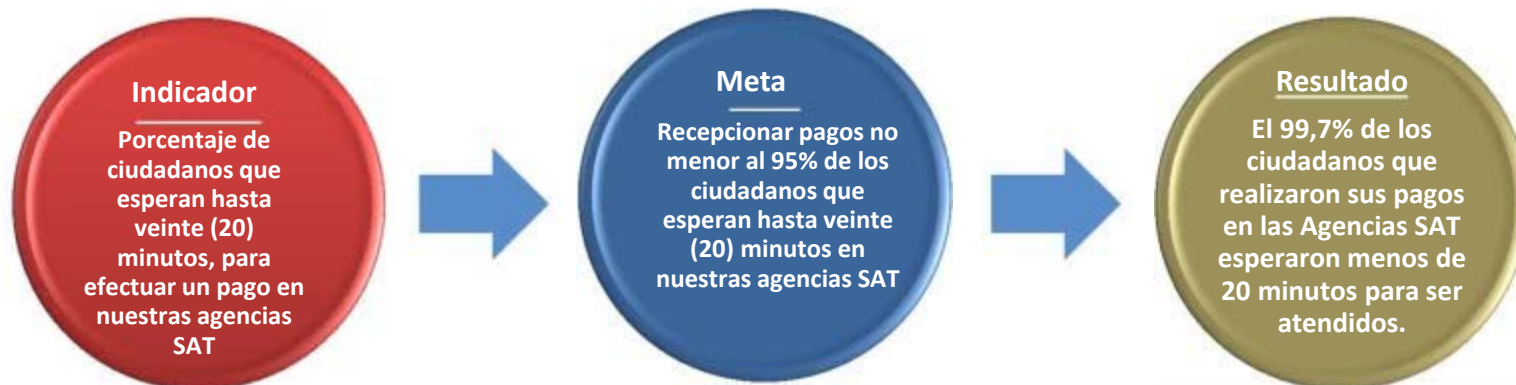 Indicador
Porcentaje de
ciudadanos que
esperan hasta
veinte (20)
minutos, para
efectuar un pago en
nuestras agencias
SAT
Meta
Recepcionar pagos no
menor al 95% de los
ciudadanos que
esperan hasta veinte
(20) minutos en
nuestras agencias SAT
Resultado
El 99,7% de los
ciudadanos que
realizaron sus pagos
en las Agencias SAT
esperaron menos de
20 minutos para ser
atendidos.